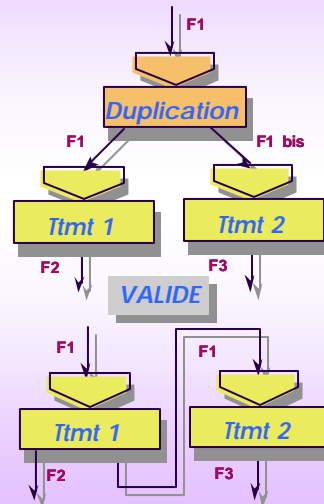 F1
Duplication
F1
F1 bis
Ttmt 1
Ttmt 2
F2
F3
VALIDE
F1
F1
Ttmt 1
Ttmt 2
F2
F3